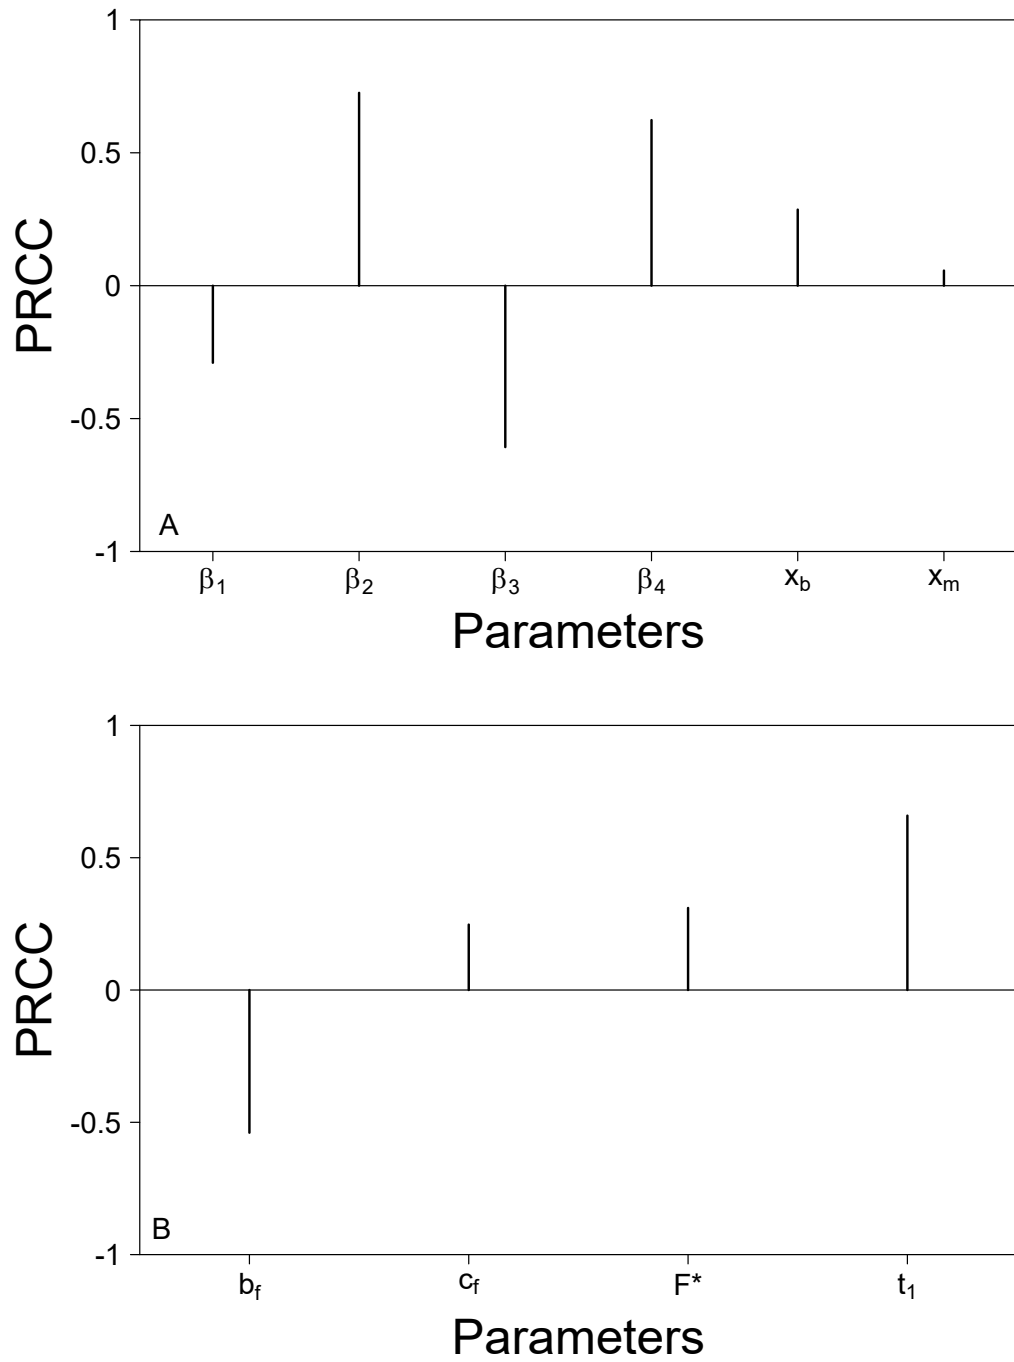 1
0.5
0
-0.5
-1
PRCC
A
β1 β2 β3 β4 xb xm
Parameters
1
0.5
0
-0.5
-1
PRCC
B
bf cf F* t1
Parameters